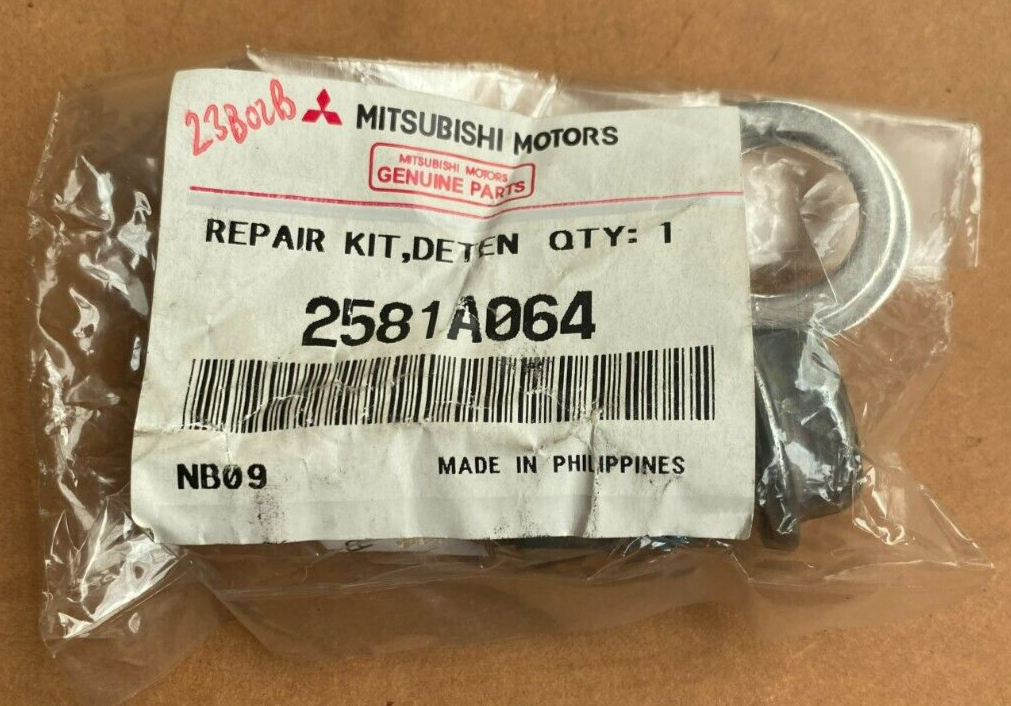 23B02B
MITSUBISHI MOTORS
MITSUBISHI MOTORS
GENUINE PARTS
REPAIR KIT,DETEN QTY: 1
2581A064
NB09 MADE IN PHILIPPINES